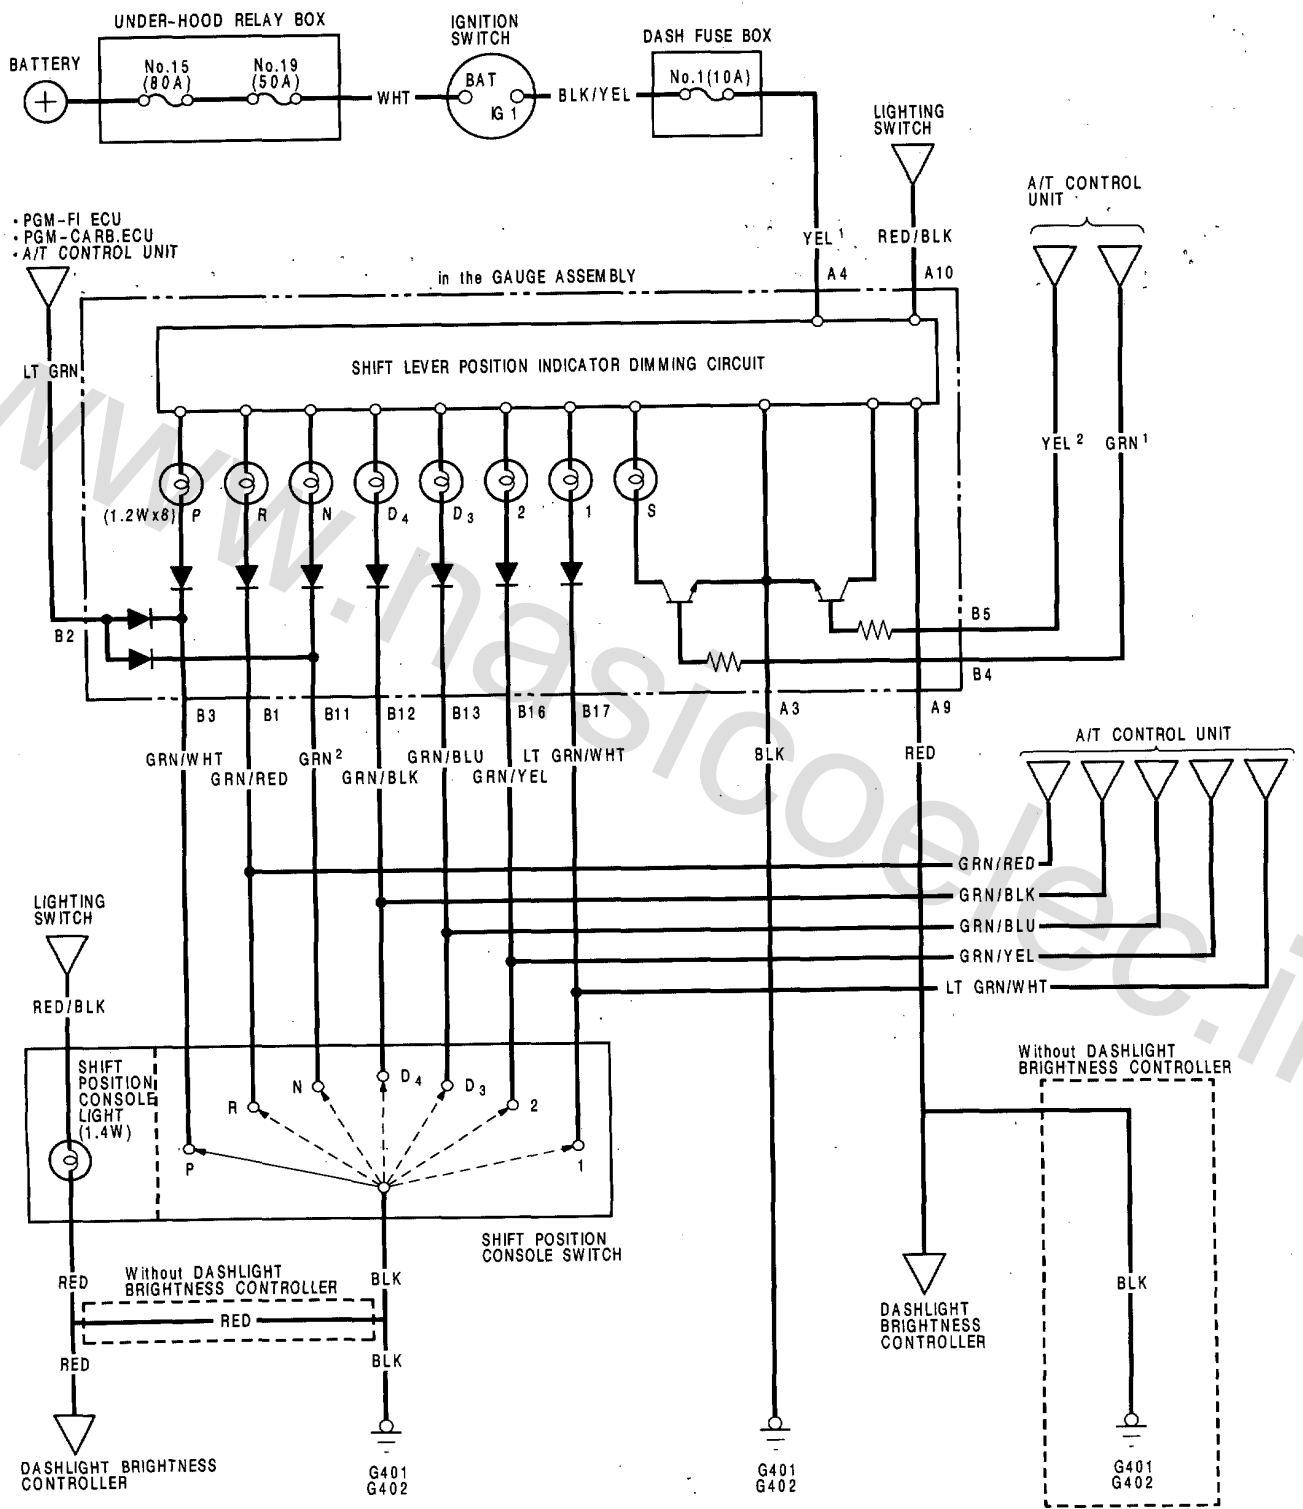 UNDER-HOOD RELAY BOX
IGNITION
SWITCH
DASH FUSE BOX
BATTERY
No.15
(80A)
No.19
(50A)
WHT
BAT
IG 1
BLK/YEL
No.1(10A)
LIGHTING
SWITCH
A/T CONTROL
UNIT
• PGM-FI ECU
• PGM-CARB.ECU
• A/T CONTROL UNIT
YEL 1
RED/BLK
in the GAUGE ASSEMBLY
A4
A10
LT GRN
SHIFT LEVER POSITION INDICATOR DIMMING CIRCUIT
YEL 2
GRN 1
(1.2Wx8) P
R
N
D4
D3
2
1
S
B2
B5
B4
B3
B1
B11
B12
B13
B16
B17
A3
A9
GRN/WHT
GRN/RED
GRN 2
GRN/BLK
GRN/BLU
GRN/YEL
LT GRN/WHT
BLK
RED
A/T CONTROL UNIT
GRN/RED
GRN/BLK
GRN/BLU
GRN/YEL
LT GRN/WHT
LIGHTING
SWITCH
RED/BLK
SHIFT
POSITION
CONSOLE
LIGHT
(1.4W)
P
R
N
D4
D3
2
1
SHIFT POSITION
CONSOLE SWITCH
Without DASHLIGHT
BRIGHTNESS CONTROLLER
RED
Without DASHLIGHT
BRIGHTNESS CONTROLLER
BLK
RED
RED
BLK
BLK
DASHLIGHT
BRIGHTNESS
CONTROLLER
DASHLIGHT BRIGHTNESS
CONTROLLER
G401
G402
G401
G402
G401
G402
www.nasicoelec.ir